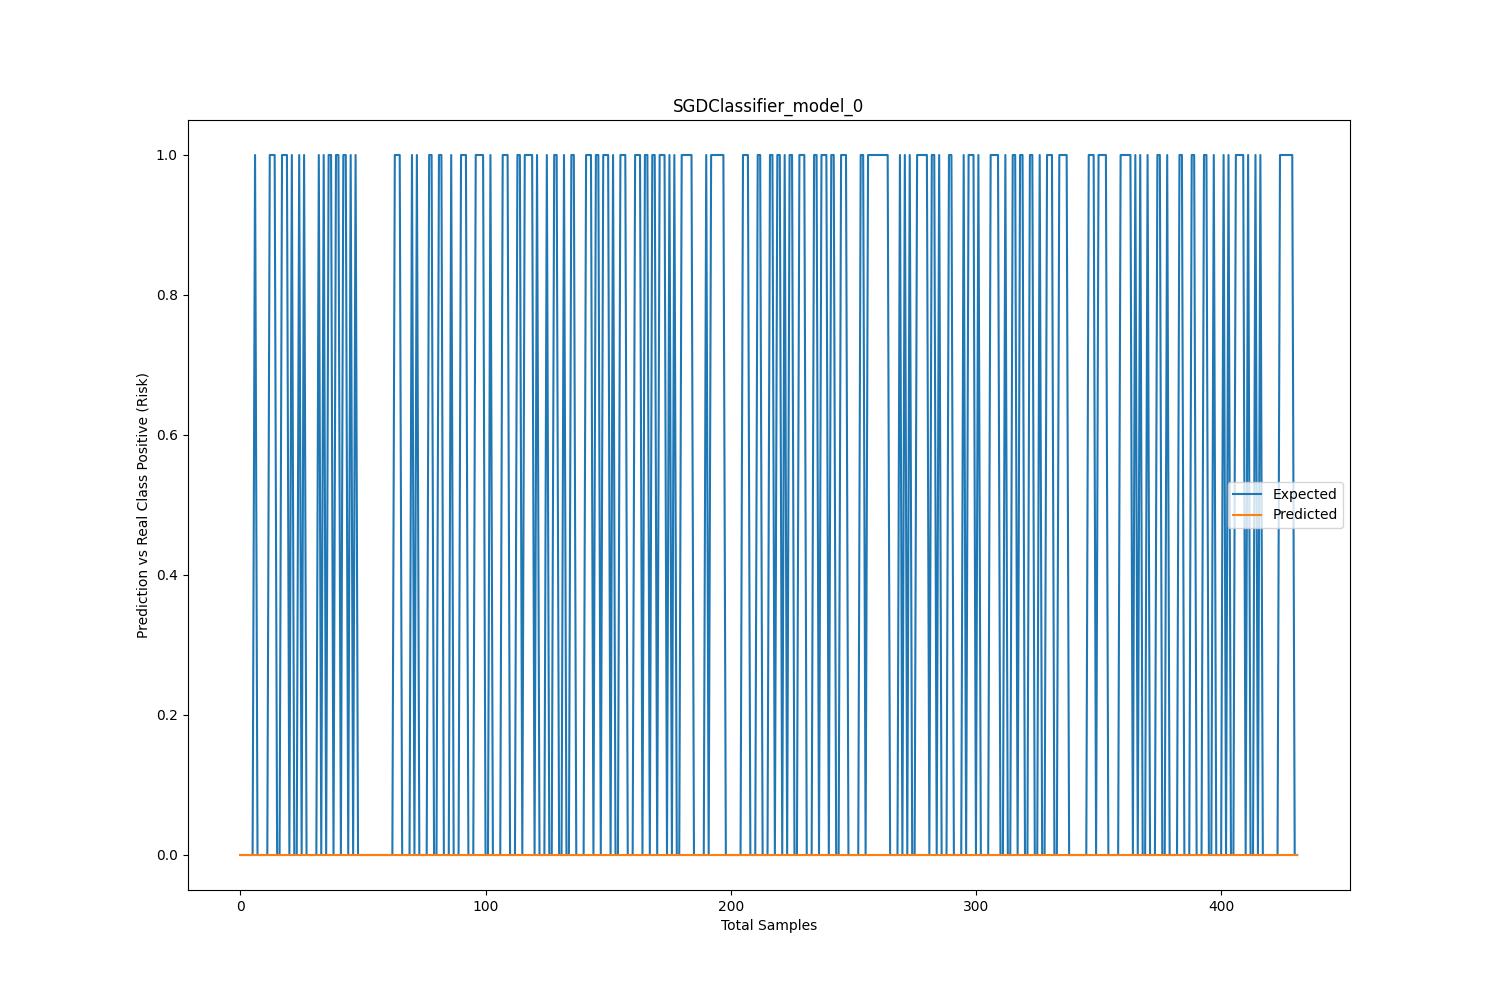 SGDClassifier_model_0
1.0
0.8
0.6
0.4
0.2
0.0
Prediction vs Real Class Positive (Risk)
Expected
Predicted
0 100 200 300 400
Total Samples